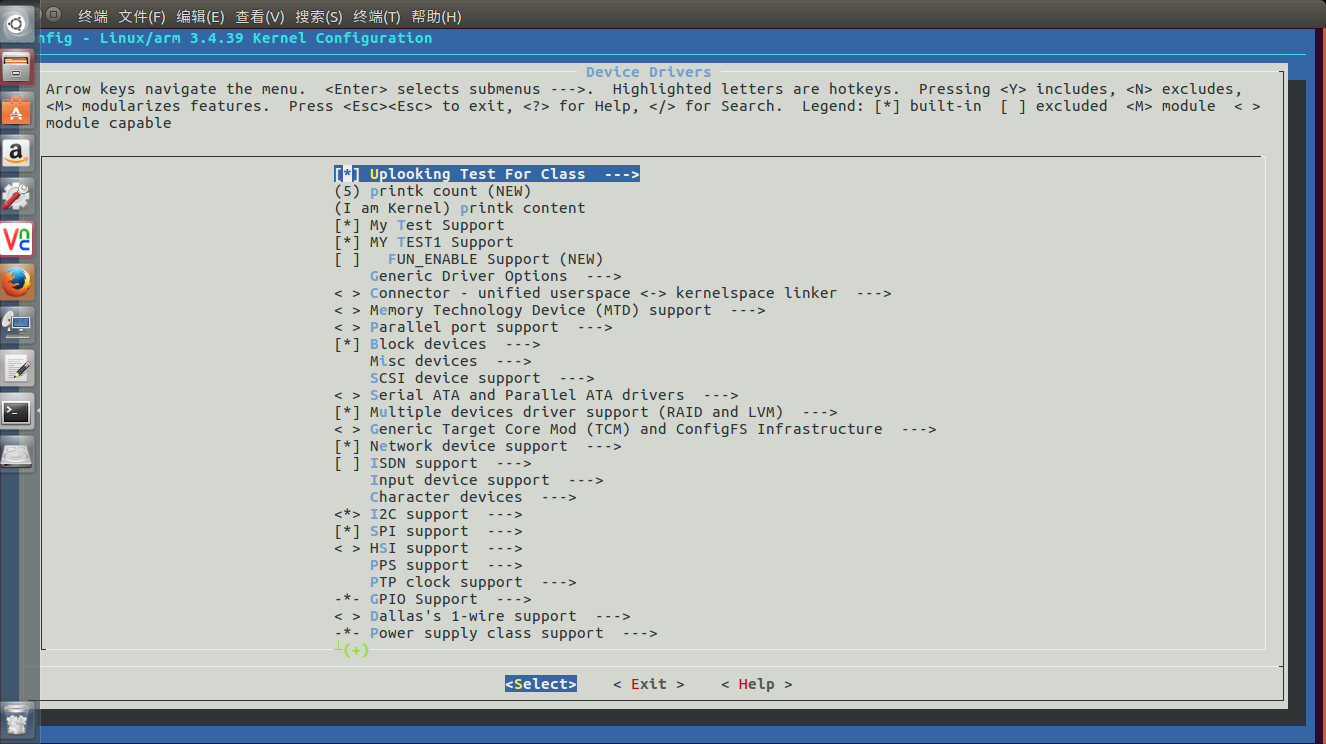 终端 文件(F) 编辑(E) 查看(V) 搜索(S) 终端(T) 帮助(H)
nfig - Linux/arm 3.4.39 Kernel Configuration
Device Drivers
Arrow keys navigate the menu.  <Enter> selects submenus --->.  Highlighted letters are hotkeys.  Pressing <Y> includes, <N> excludes,
<M> modularizes features.  Press <Esc><Esc> to exit, <?> for Help, </> for Search.  Legend: [*] built-in  [ ] excluded  <M> module  < >
module capable
[*] Uplooking Test For Class  --->
(5) printk count (NEW)
(I am Kernel) printk content
[*] My Test Support
[*] MY TEST1 Support
[ ]   FUN_ENABLE Support (NEW)
Generic Driver Options  --->
< > Connector - unified userspace <-> kernelspace linker  --->
< > Memory Technology Device (MTD) support  --->
< > Parallel port support  --->
[*] Block devices  --->
Misc devices  --->
SCSI device support  --->
< > Serial ATA and Parallel ATA drivers  --->
[*] Multiple devices driver support (RAID and LVM)  --->
< > Generic Target Core Mod (TCM) and ConfigFS Infrastructure  --->
[*] Network device support  --->
[ ] ISDN support  --->
Input device support  --->
Character devices  --->
<*> I2C support  --->
[*] SPI support  --->
< > HSI support  --->
PPS support  --->
PTP clock support  --->
-*- GPIO Support  --->
< > Dallas's 1-wire support  --->
-*- Power supply class support  --->
┴(+)
<Select>    < Exit >    < Help >